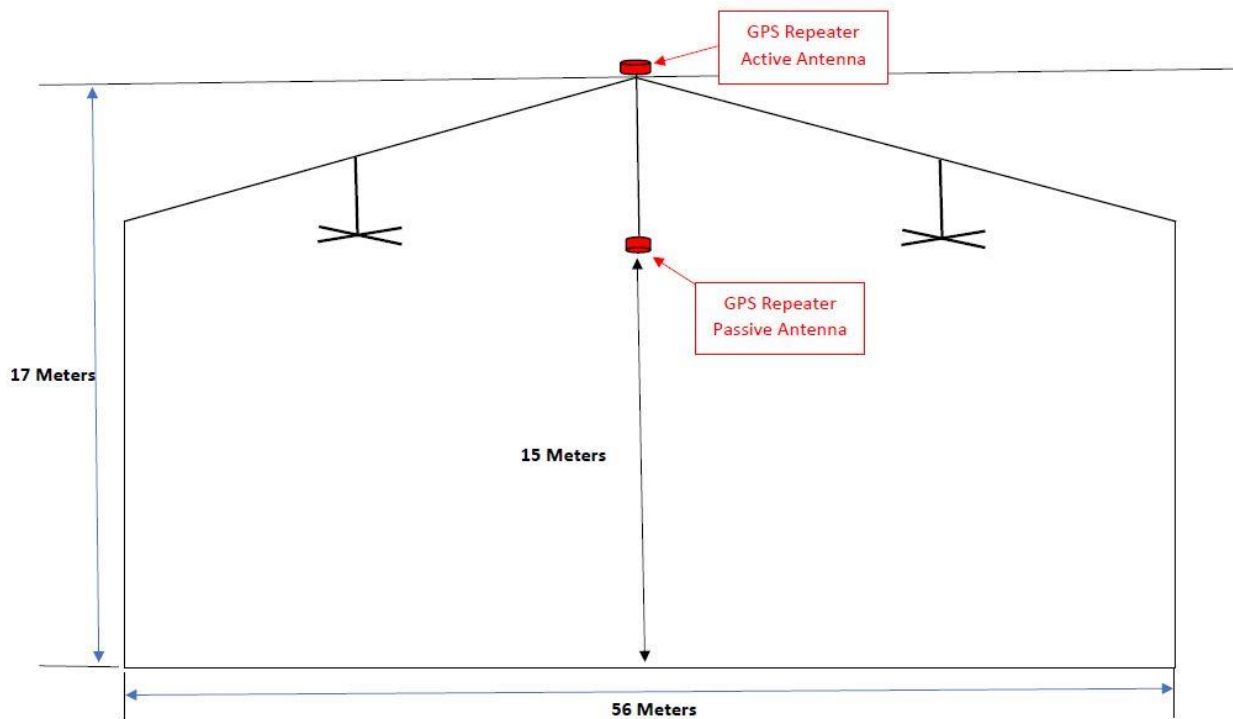 GPS Repeater
Active Antenna
GPS Repeater
Passive Antenna
17 Meters
15 Meters
56 Meters